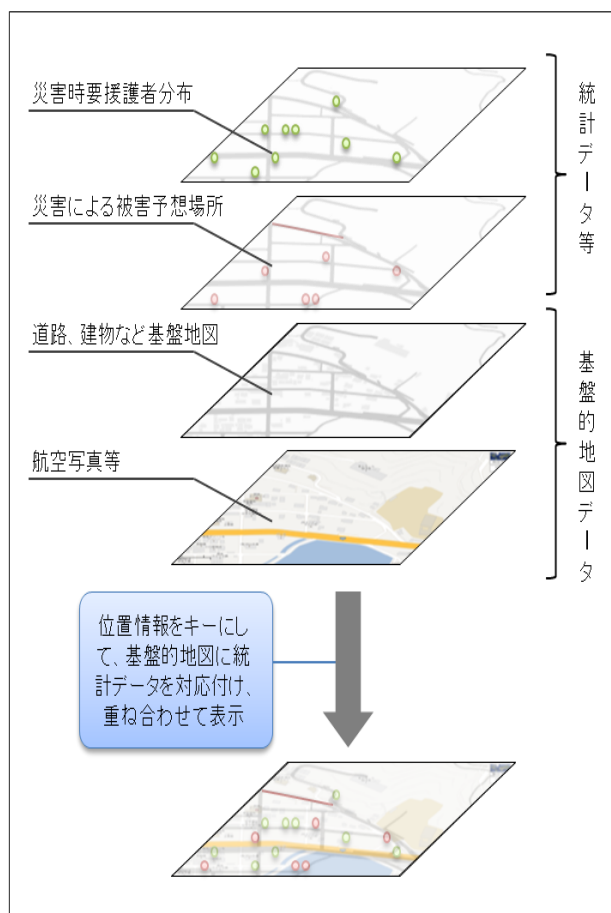 災害時要援護者分布
災害による被害予想場所
道路、建物など基盤地図
航空写真等
統計データ等
基盤的地図データ
位置情報をキーにし
て、基盤的地図に統
計データを対応付け、
重ね合わせて表示